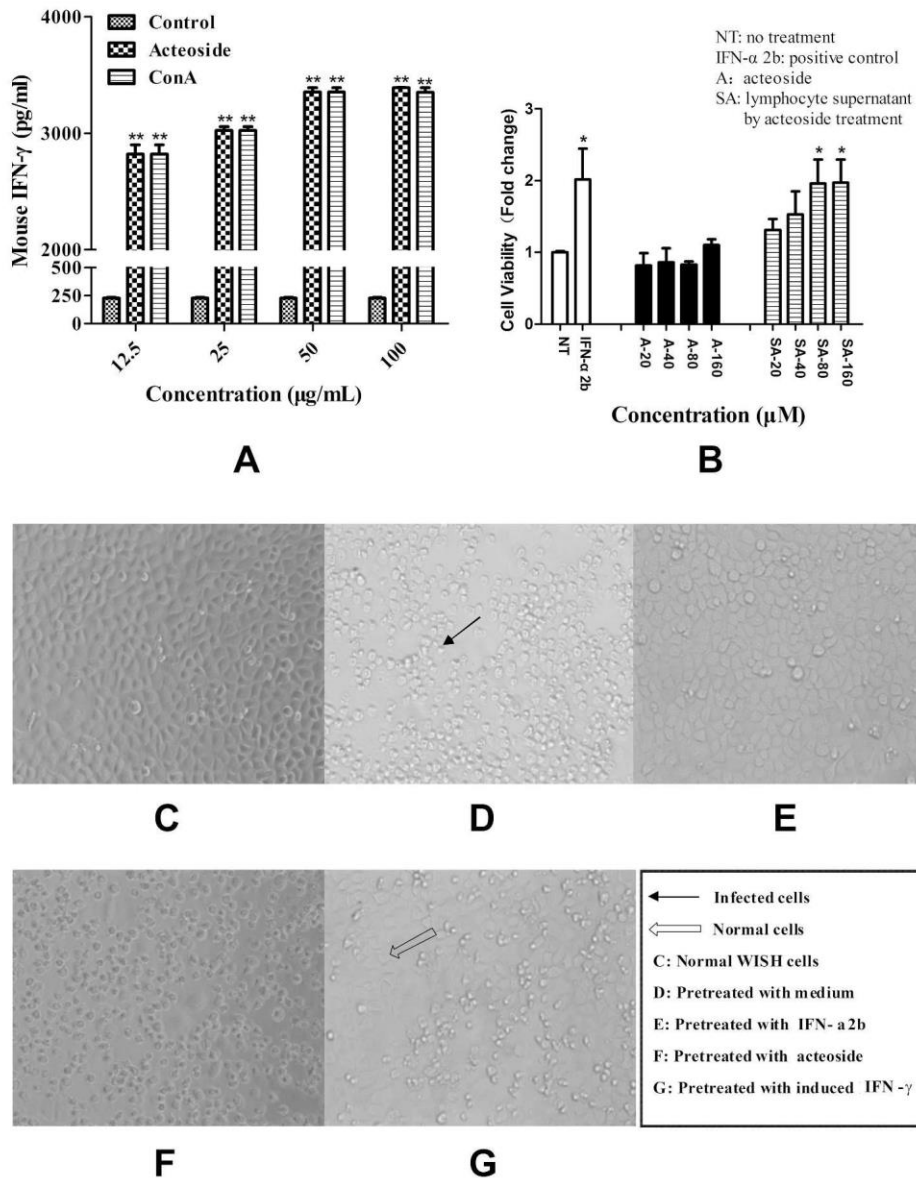 Control
Acteoside
ConA
Mouse IFN-γ (pg/ml)
4000
3000
2000
500
250
0
** ** ** ** ** ** ** **
12.5 25 50 100
Concentration (µg/mL)
A
NT: no treatment
IFN-α 2b: positive control
A: acteoside
SA: lymphocyte supernatant
by acteoside treatment
Cell Viability (Fold change)
3
2
1
0
* * *
NT IFN-α 2b A-20 A-40 A-80 A-160 SA-20 SA-40 SA-80 SA-160
Concentration (µM)
B
C D E
F G
Infected cells
Normal cells
C: Normal WISH cells
D: Pretreated with medium
E: Pretreated with IFN-a2b
F: Pretreated with acteoside
G: Pretreated with induced IFN-γ